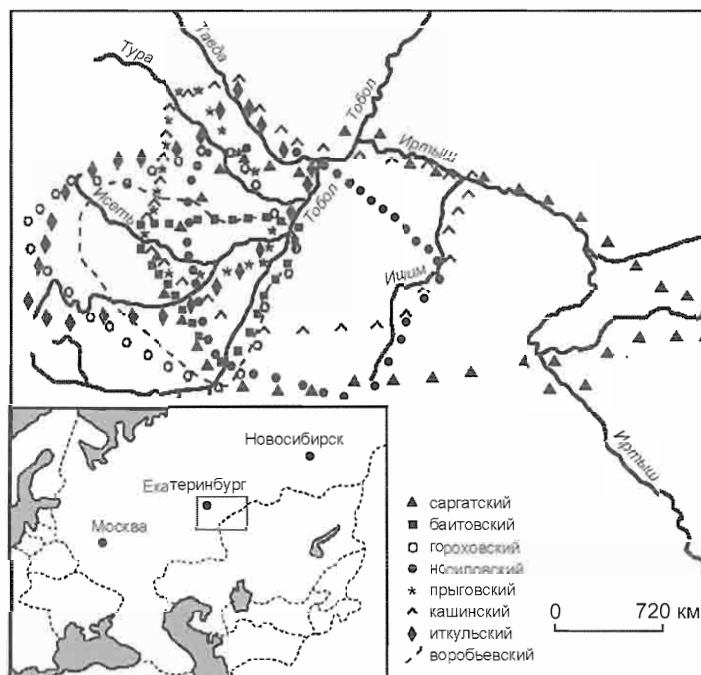 Тура
Тавда
Тобол
Иртыш
Исеть
Тобол
Ишим
Иртыш
Новосибирск
Екатеринбург
Москва
саргатский
баитовский
гороховский
носиловский
прыговский
кашинский
иткульский
воробьевский
0 720 км